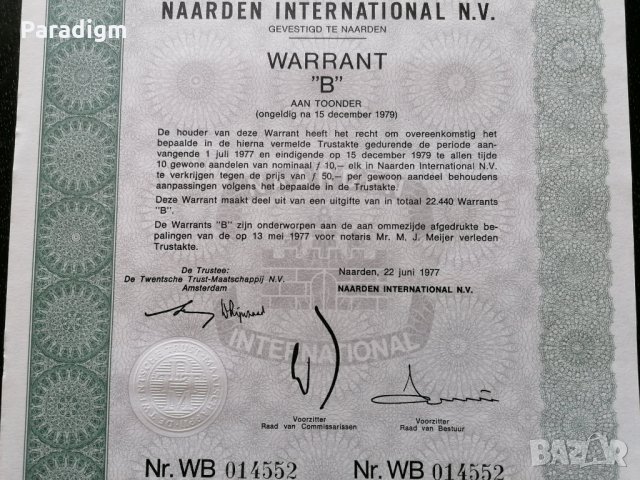 Paradigm
NAARDEN INTERNATIONAL N.V.
GEVESTIGD TE NAARDEN
WARRANT
"B"
AAN TOONDER
(ongeldig na 15 december 1979)
De houder van deze Warrant heeft het recht om overeenkomstig het
bepaalde in de hierna vermelde Trustakte gedurende de periode aan-
vangende 1 juli 1977 en eindigende op 15 december 1979 te allen tijde
10 gewone aandelen van nominaal ƒ 10,— elk in Naarden International N.V.
te verkrijgen tegen de prijs van ƒ 50,— per gewoon aandeel behoudens
aanpassingen volgens het bepaalde in de Trustakte.
Deze Warrant maakt deel uit van een uitgifte van in totaal 22.440 Warrants
"B".
De Warrants "B" zijn onderworpen aan de aan ommezijde afgedrukte be-
palingen van de op 13 mei 1977 voor notaris Mr. M. J. Meijer verleden
Trustakte.
De Trustee:
De Twentsche Trust-Maatschappij N.V.
Amsterdam
Naarden, 22 juni 1977
NAARDEN INTERNATIONAL N.V.
INTERNATIONAL
Voorzitter
Raad van Commissarissen
Voorzitter
Raad van Bestuur
Nr. WB 014552
Nr. WB 014552
BAZAR